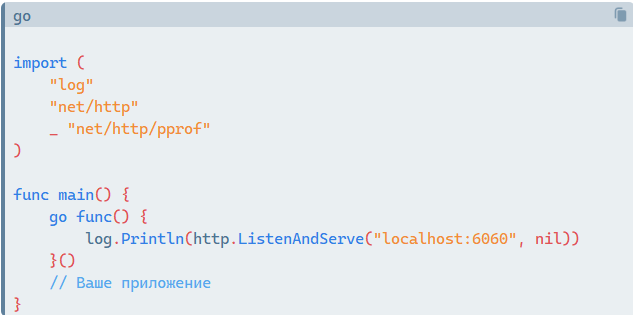 go
import (
    "log"
    "net/http"
    _ "net/http/pprof"
)
func main() {
    go func() {
        log.Println(http.ListenAndServe("localhost:6060", nil))
    }()
    // Ваше приложение
}